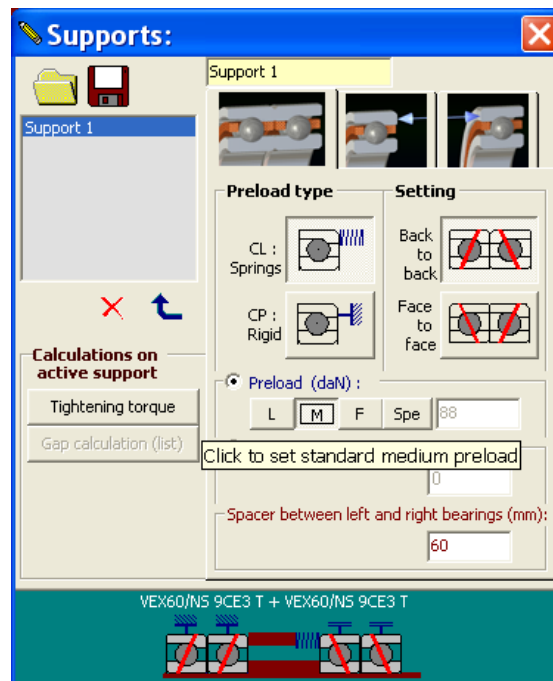 Supports:
Support 1
Support 1
Preload type
Setting
CL :
Springs
Back
to
back
CP :
Rigid
Face
to
face
Calculations on
active support
Tightening torque
Gap calculation (list)
Preload (daN) :
L M F Spe 88
Click to set standard medium preload
0
Spacer between left and right bearings (mm):
60
VEX60/NS 9CE3 T + VEX60/NS 9CE3 T